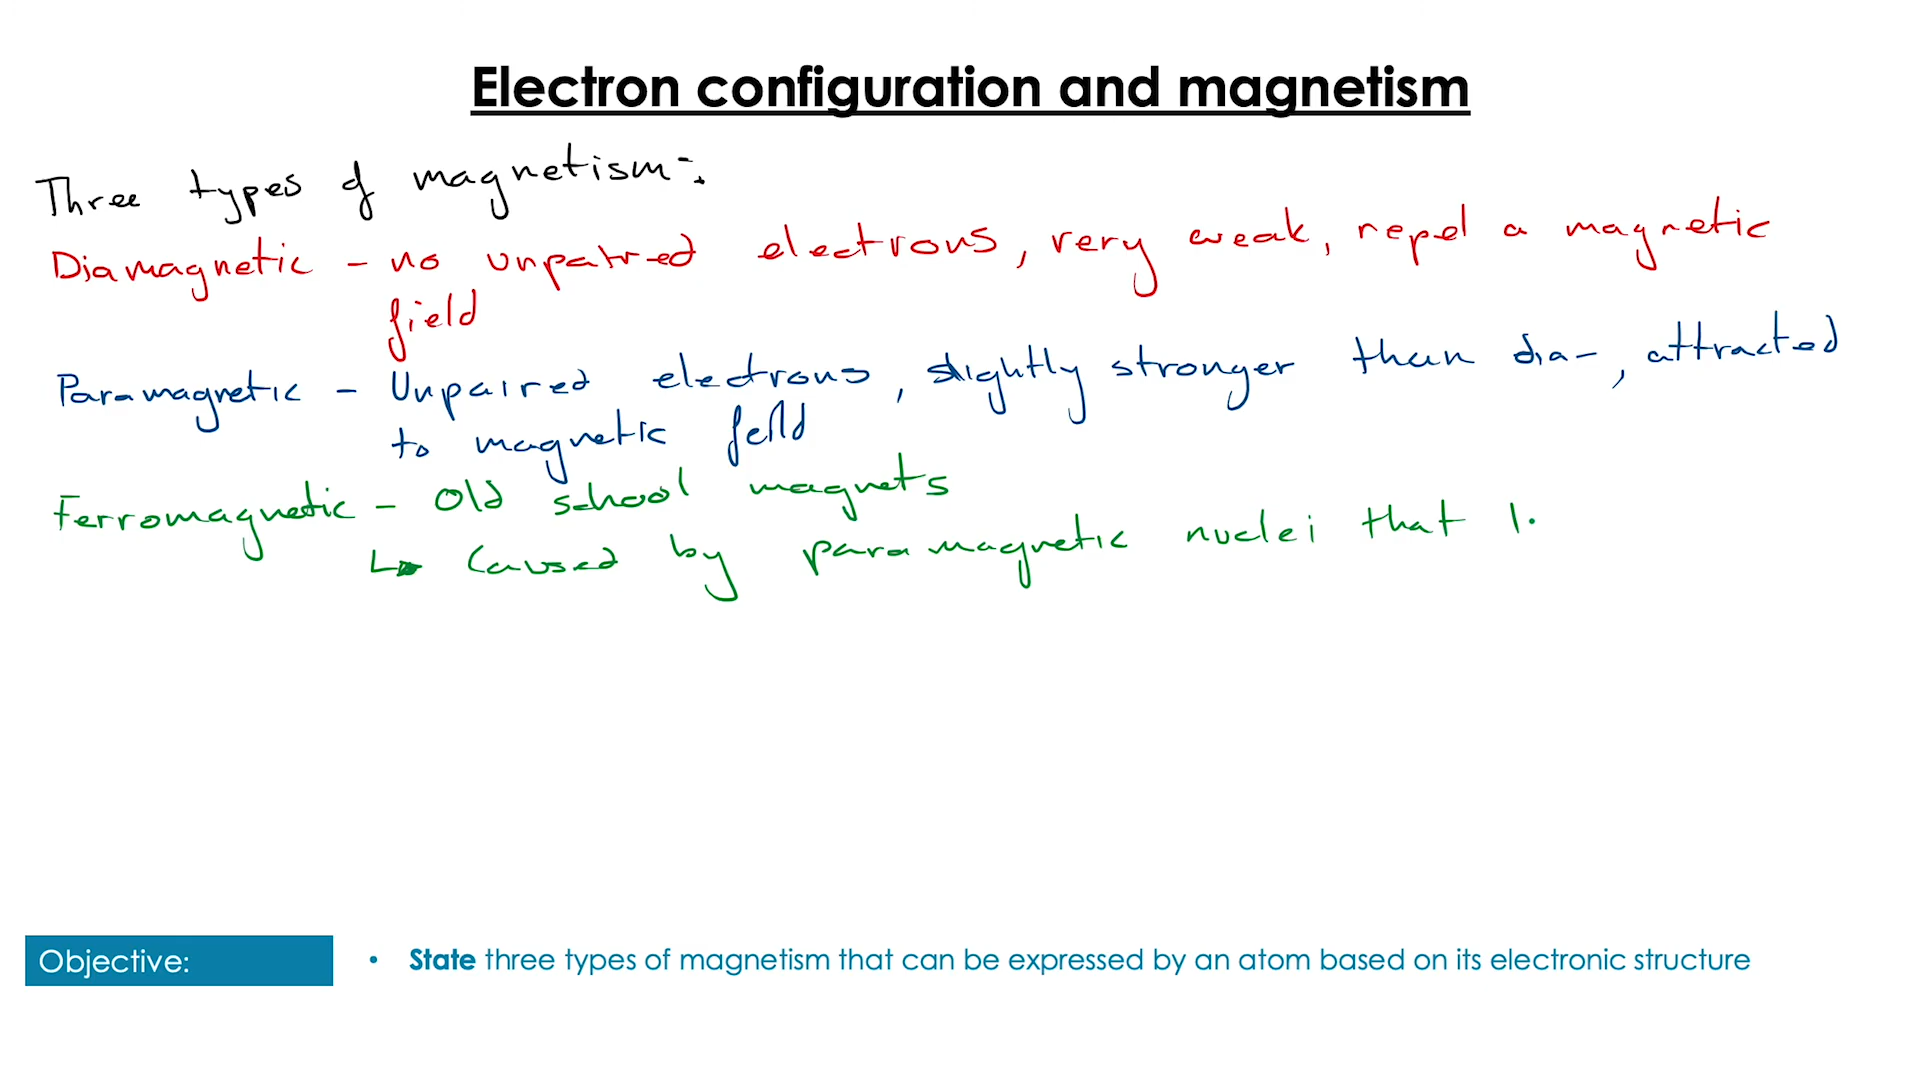 Electron configuration and magnetism
Three types of magnetism:
Diamagnetic - no unpaired electrons, very weak, repel a magnetic
field
Paramagnetic - Unpaired electrons, slightly stronger than dia-, attracted
to magnetic feild
Ferromagnetic - Old school magnets
↳ Caused by paramagnetic nuclei that
Objective:
• State three types of magnetism that can be expressed by an atom based on its electronic structure